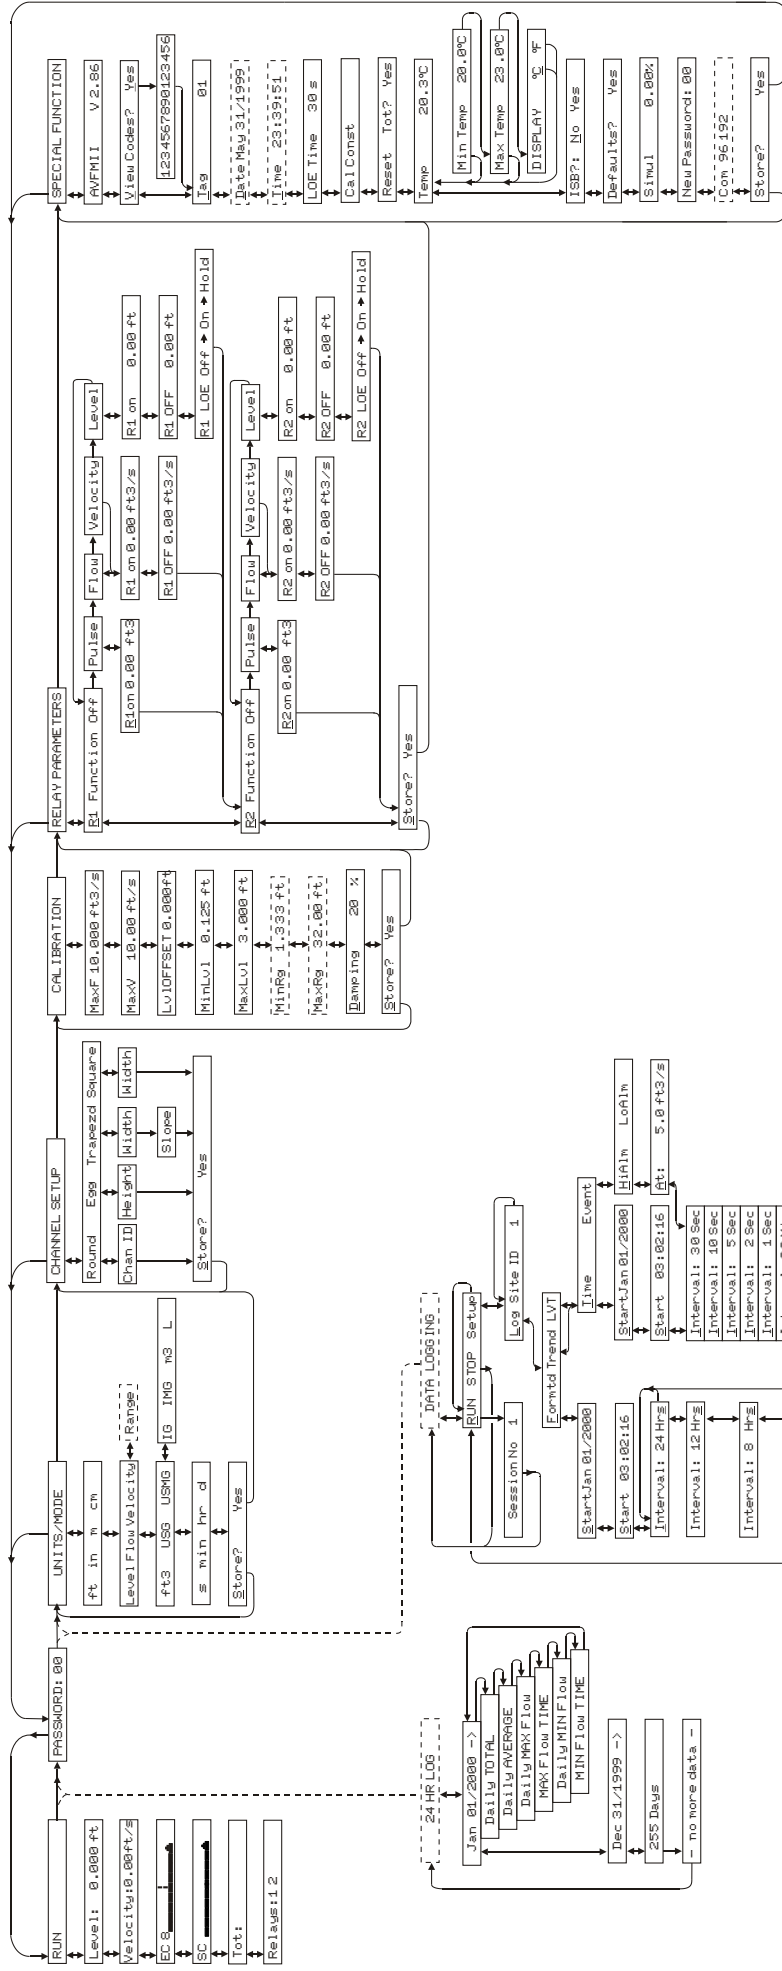 RUN
Level:   0.000 ft
Velocity:0.00ft/s
EC 8
SC
Tot:
Relays:1 2
PASSWORD: 00
24 HR LOG
Jan 01/2000 ->
Daily TOTAL
Daily AVERAGE
Daily MAX Flow
MAX Flow TIME
Daily MIN Flow
MIN Flow TIME
Dec 31/1999 ->
255 Days
- no more data -
UNITS/MODE
ft in m cm
Level Flow Velocity
Range
ft3 USG USMG
IG IMG m3 L
s min hr d
Store? Yes
DATA LOGGING
RUN STOP Setup
Session No 1
Log Site ID 1
Formtd Trend LVT
StartJan 01/2000
Start 03:02:16
Interval: 24 Hrs
Interval: 12 Hrs
Interval: 8 Hrs
Time Event
StartJan 01/2000
Start 03:02:16
Interval: 30 Sec
Interval: 10 Sec
Interval: 5 Sec
Interval: 2 Sec
Interval: 1 Sec
HiAlm LoAlm
At: 5.0 ft3/s
CHANNEL SETUP
Round Egg Trapezd Square
Chan ID
Height
Width
Width
Slope
Store? Yes
CALIBRATION
MaxF 10.000 ft3/s
MaxV 10.00 ft/s
LvlOFFSET 0.000ft
MinLvl 0.125 ft
MaxLvl 3.000 ft
MinRg 1.333 ft
MaxRg 32.00 ft
Damping 20 %
Store? Yes
RELAY PARAMETERS
R1 Function Off
Pulse
Flow
Velocity
Level
R1on 0.00 ft3
R1 on 0.00 ft3/s
R1 OFF 0.00 ft3/s
R1 on 0.00 ft
R1 OFF 0.00 ft
R1 LOE Off On Hold
R2 Function Off
Pulse
Flow
Velocity
Level
R2on 0.00 ft3
R2 on 0.00 ft3/s
R2 OFF 0.00 ft3/s
R2 on 0.00 ft
R2 OFF 0.00 ft
R2 LOE Off On Hold
Store? Yes
SPECIAL FUNCTION
AVFMII V 2.86
View Codes? Yes
1234567890123456
Tag 01
Date May 31/1999
Time 23:39:51
LOE Time 30 s
Cal Const
Reset Tot? Yes
Temp 20.3°C
Min Temp 20.0°C
Max Temp 23.0°C
DISPLAY °C °F
ISB?: No Yes
Defaults? Yes
Simul 0.00%
New Password: 00
Com 96 192
Store? Yes